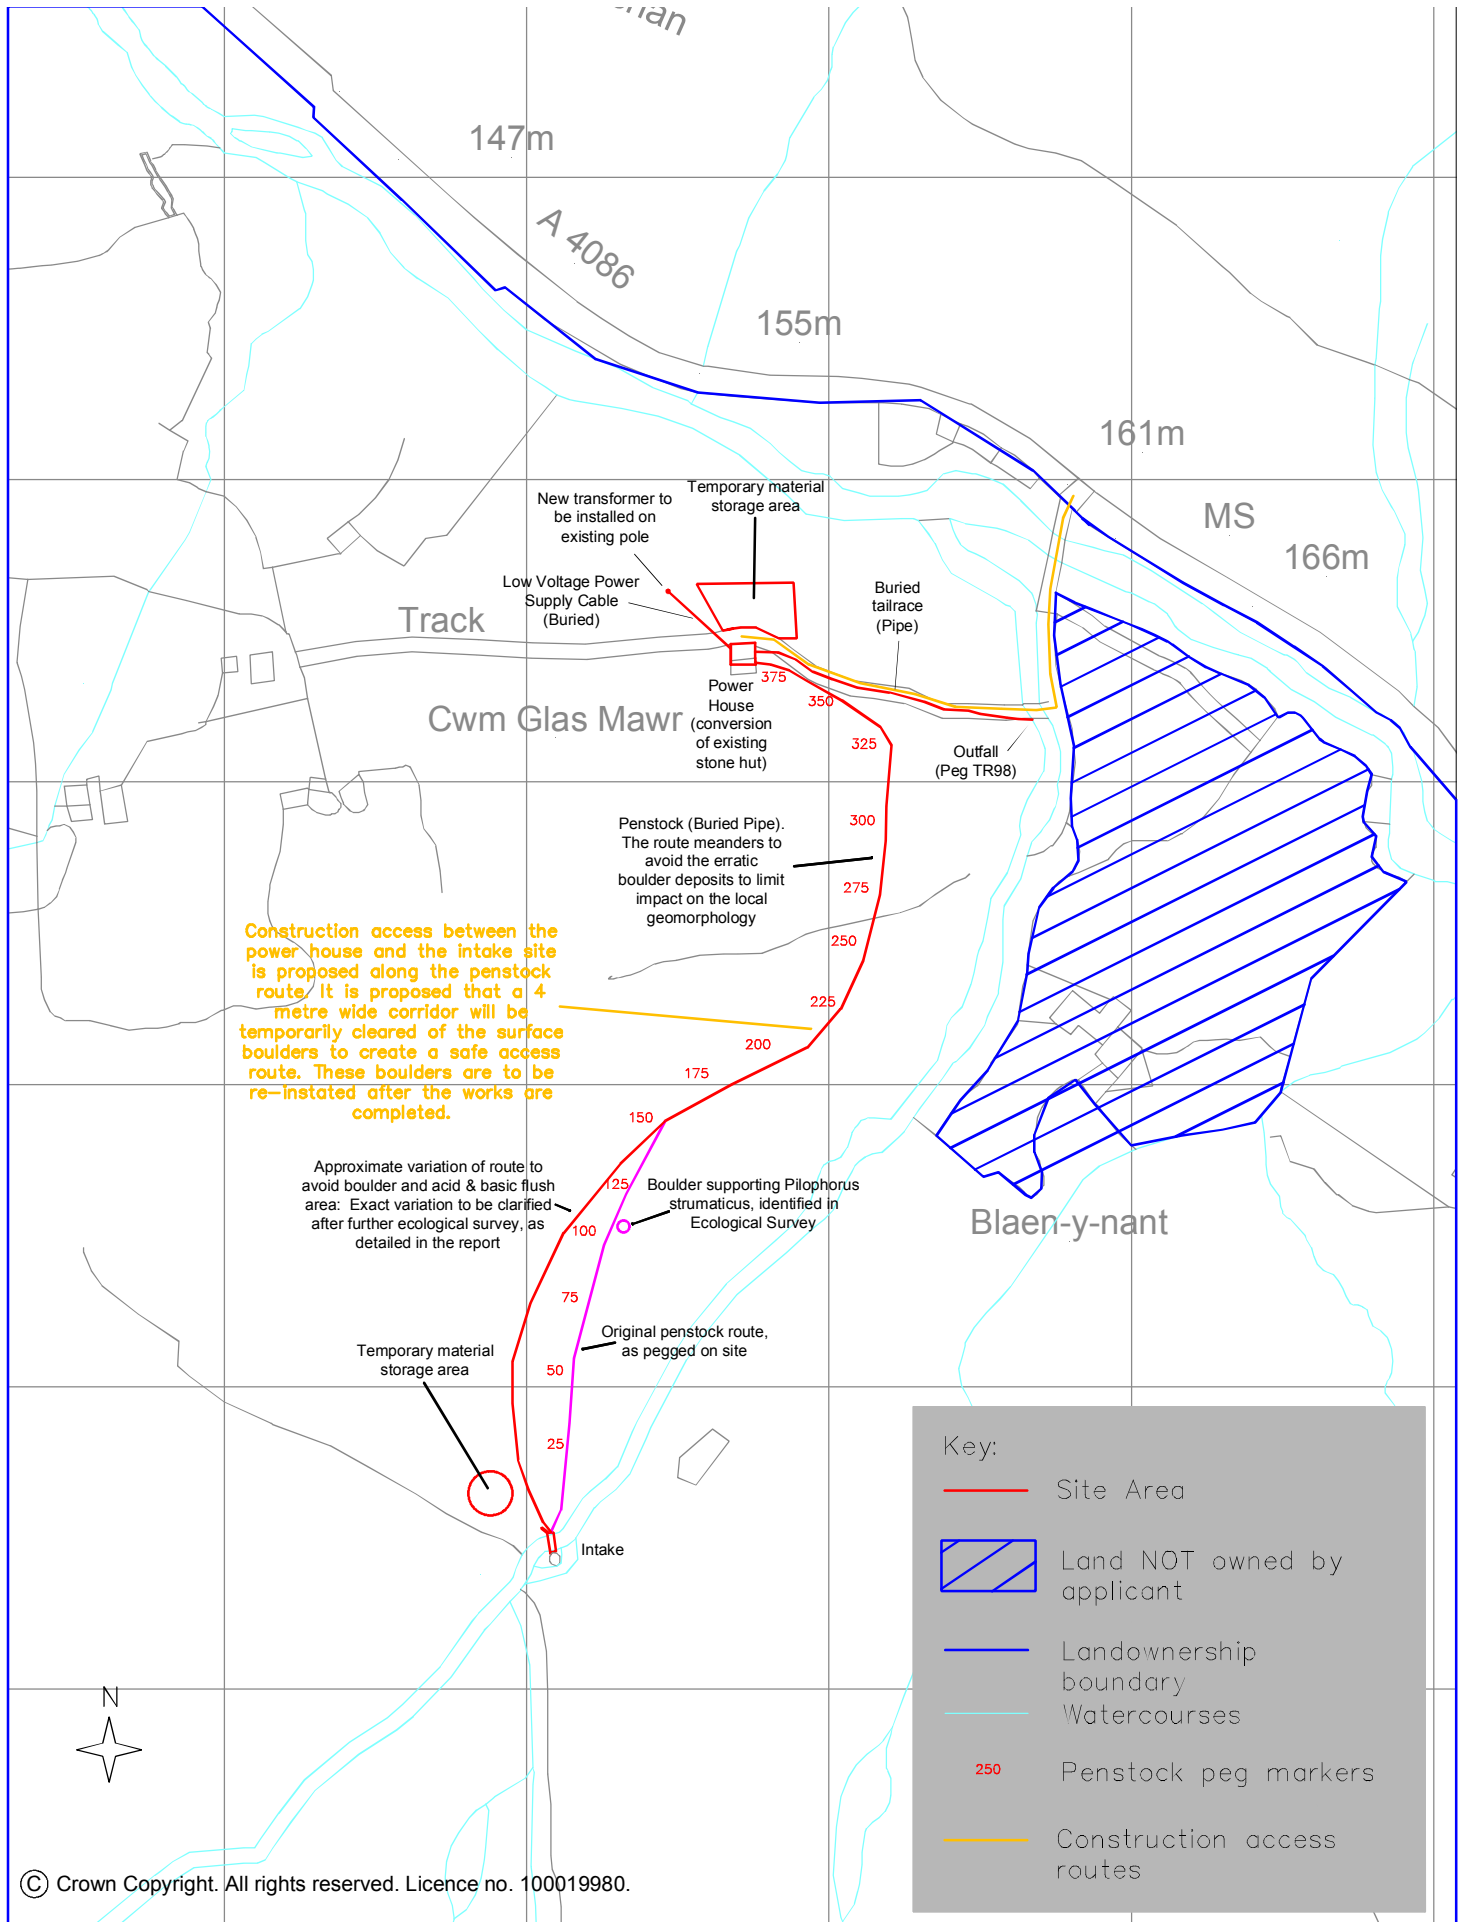 147m
A 4086
155m
161m
MS
166m
New transformer to
be installed on
existing pole
Temporary material
storage area
Low Voltage Power
Supply Cable
(Buried)
Buried
tailrace
(Pipe)
Track
Cwm Glas Mawr
Power
House
(conversion
of existing
stone hut)
375
350
325
Outfall
(Peg TR98)
300
Penstock (Buried Pipe).
The route meanders to
avoid the erratic
boulder deposits to limit
impact on the local
geomorphology
275
250
225
200
175
150
Construction access between the
power house and the intake site
is proposed along the penstock
route. It is proposed that a 4
metre wide corridor will be
temporarily cleared of the surface
boulders to create a safe access
route. These boulders are to be
re-instated after the works are
completed.
Approximate variation of route to
avoid boulder and acid & basic flush
area: Exact variation to be clarified
after further ecological survey, as
detailed in the report
125
Boulder supporting Pilophorus
strumaticus, identified in
Ecological Survey
100
Blaen-y-nant
75
Original penstock route,
as pegged on site
50
Temporary material
storage area
25
Intake
Key:
Site Area
Land NOT owned by
applicant
Landownership
boundary
Watercourses
250
Penstock peg markers
Construction access
routes
N
© Crown Copyright. All rights reserved. Licence no. 100019980.